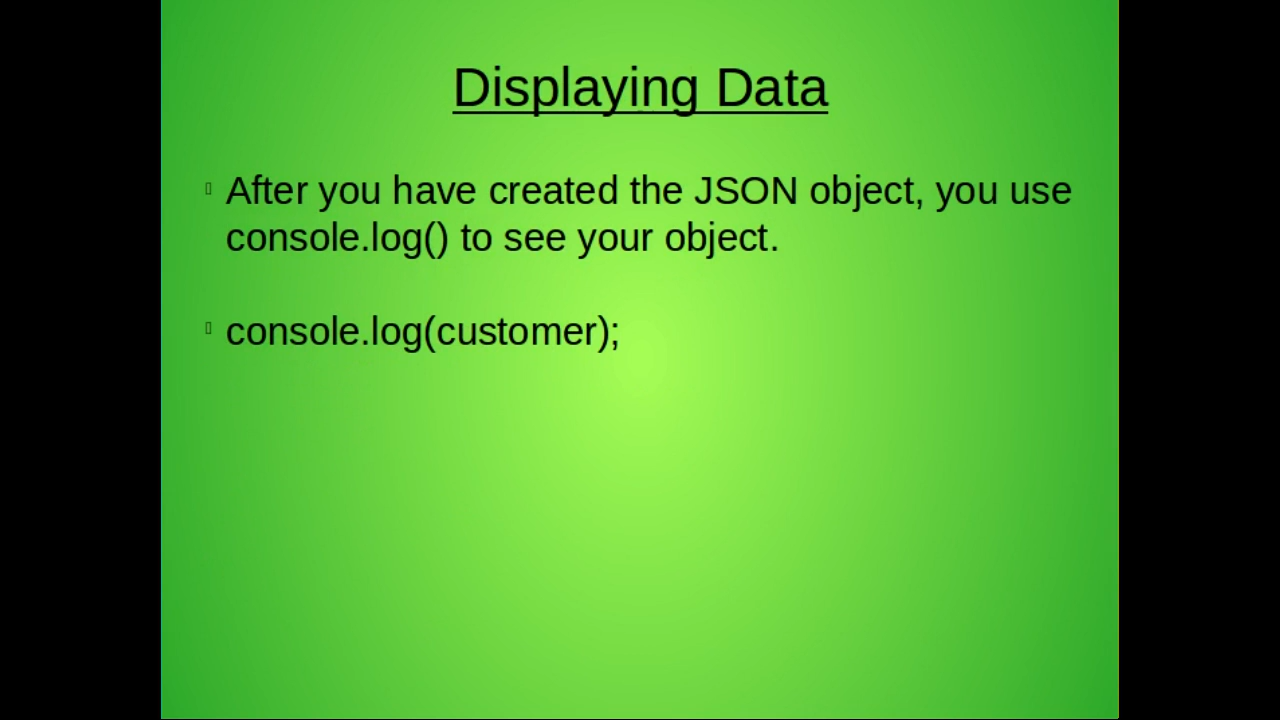 Displaying Data
After you have created the JSON object, you use
console.log() to see your object.
console.log(customer);